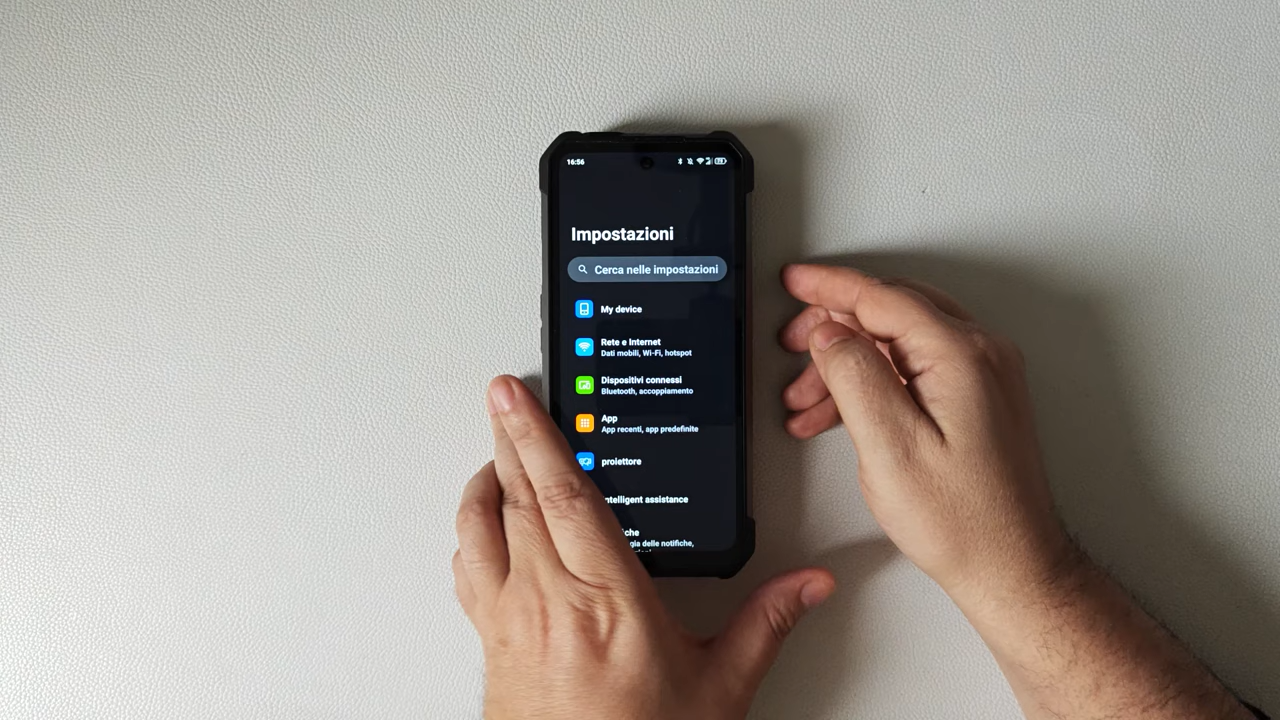 16:56
Impostazioni
Cerca nelle impostazioni
My device
Rete e Internet
Dati mobili, Wi-Fi, hotspot
Dispositivi connessi
Bluetooth, accoppiamento
App
App recenti, app predefinite
proiettore
ntelligent assistance
iche
gia delle notifiche,